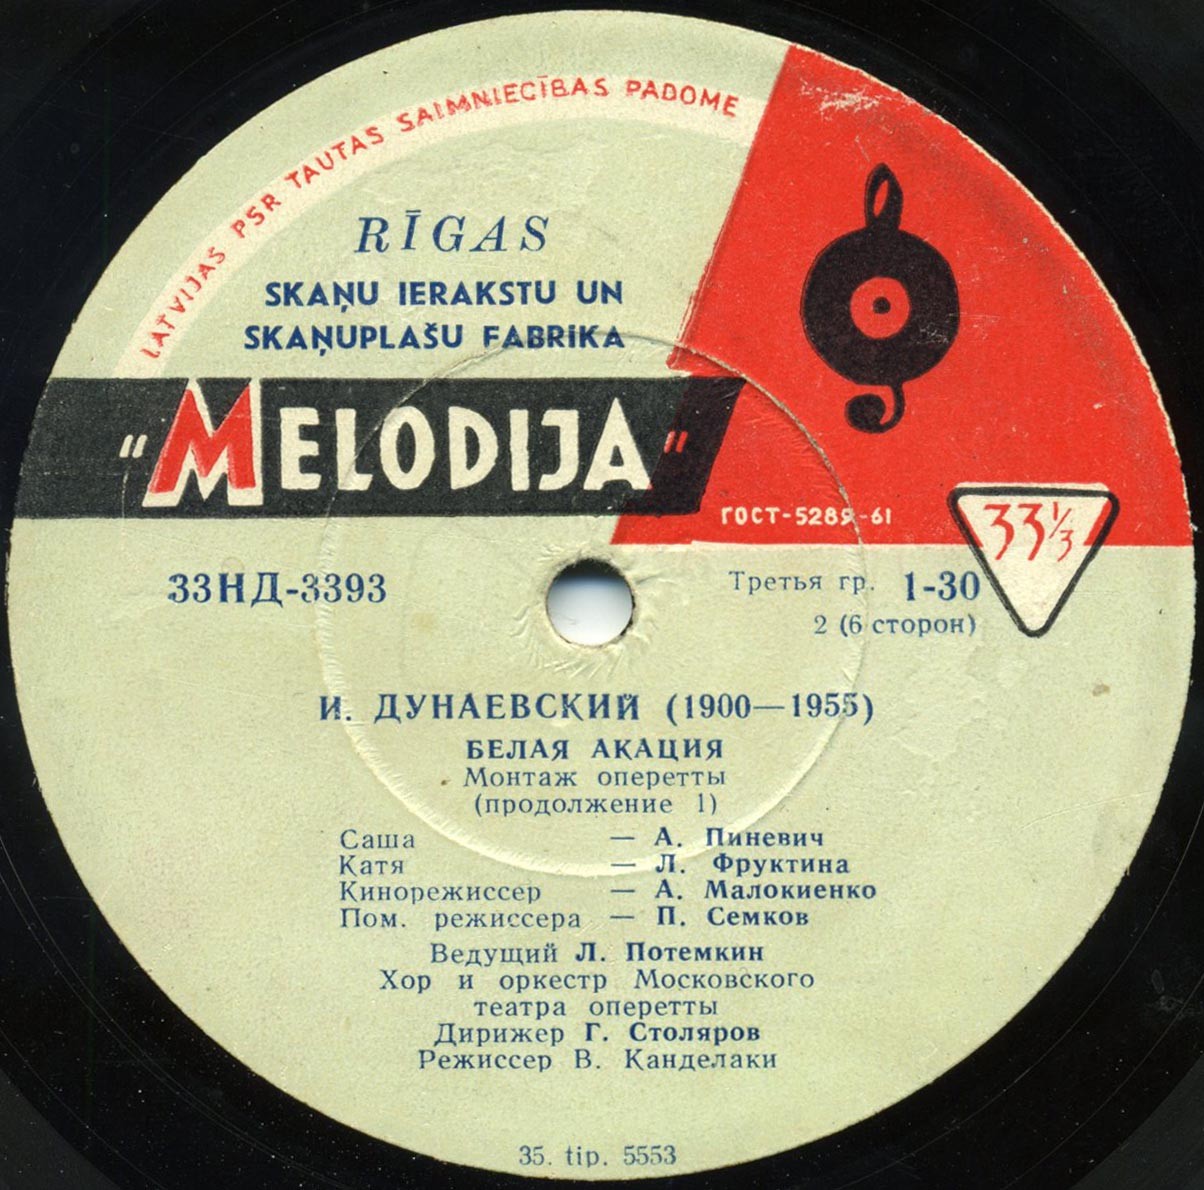 LATVIJAS PSR TAUTAS SAIMNIECĪBAS PADOME
RĪGAS
SKAŅU IERAKSTU UN
SKAŅUPLAŠU FABRIKA
"MELODIJA"
ГОСТ-5289-61
33⅓
33НД-3393
Третья гр. 1-30
2 (6 сторон)
И. ДУНАЕВСКИЙ (1900—1955)
БЕЛАЯ АКАЦИЯ
Монтаж оперетты
(продолжение 1)
Саша — А. Пиневич
Катя — Л. Фруктина
Кинорежиссер — А. Малокиенко
Пом. режиссера — П. Семков
Ведущий Л. Потемкин
Хор и оркестр Московского
театра оперетты
Дирижер Г. Столяров
Режиссер В. Канделаки
35. tip. 5553